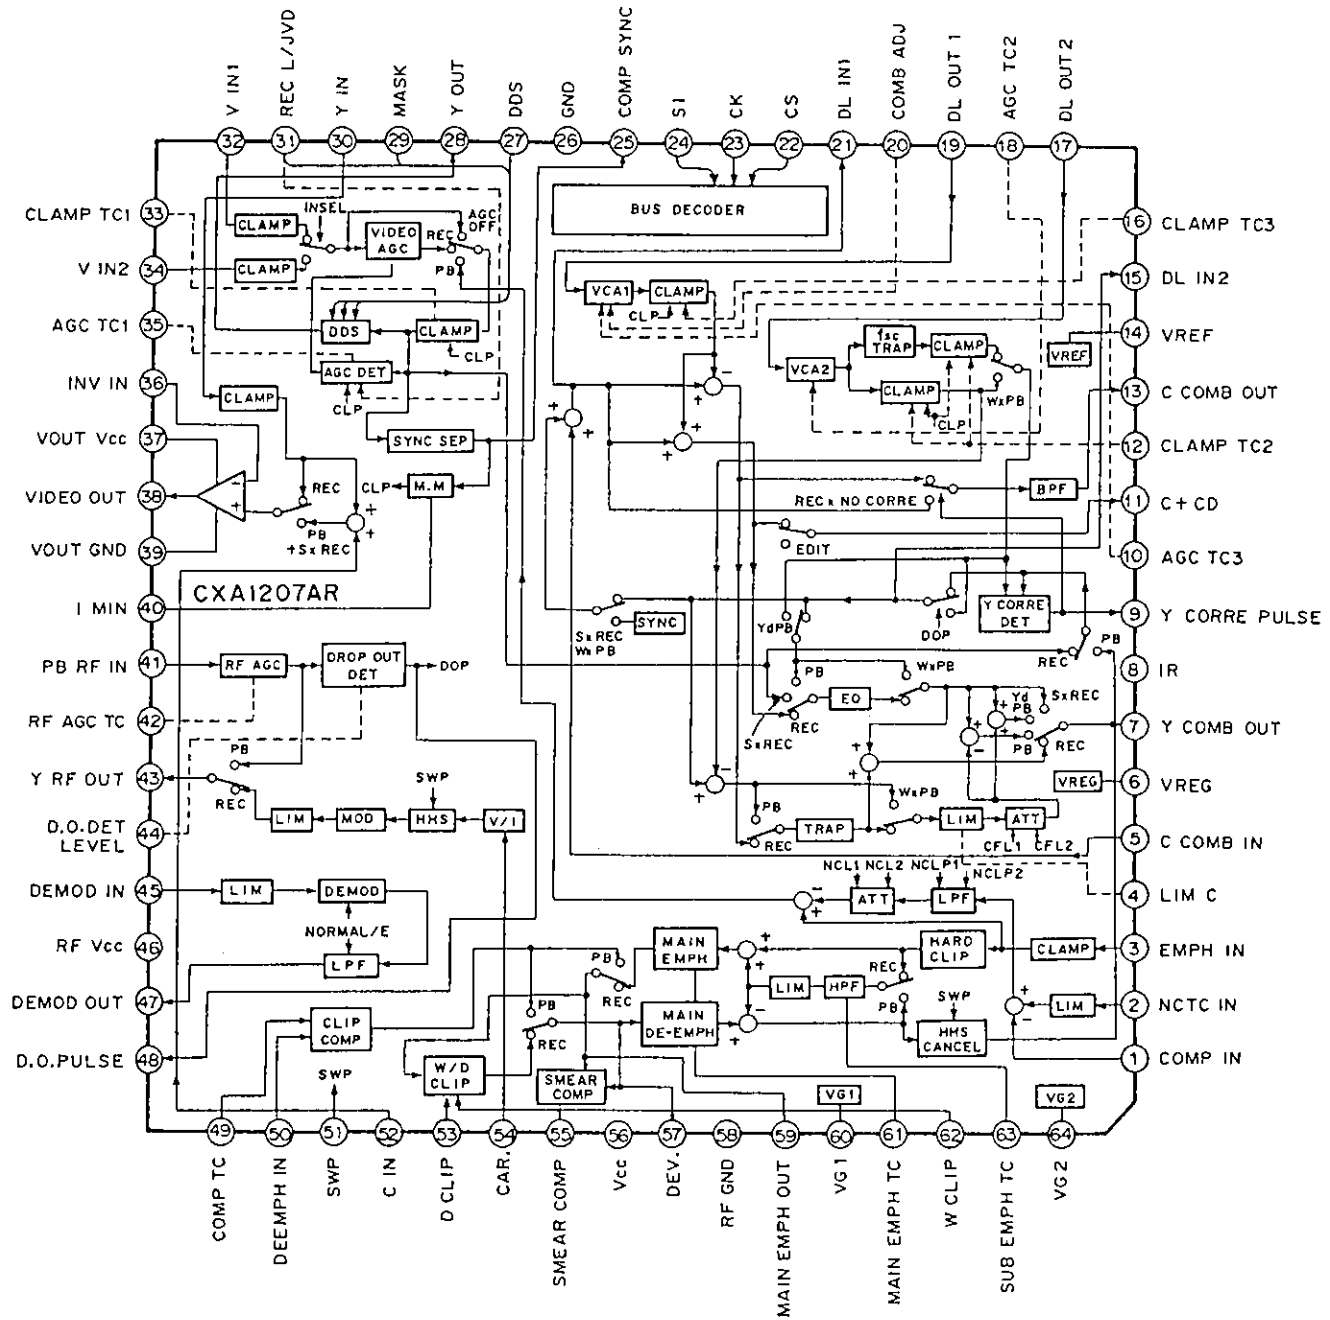 V IN1
REC L/JVD
Y IN
MASK
Y OUT
DDS
GND
COMP SYNC
S1
CK
CS
DL IN1
COMB ADJ
DL OUT 1
AGC TC2
DL OUT 2
32
31
30
29
28
27
26
25
24
23
22
21
20
19
18
17
CLAMP TC1
33
V IN2
34
AGC TC1
35
INV IN
36
VOUT Vcc
37
VIDEO OUT
38
VOUT GND
39
I MIN
40
PB RF IN
41
RF AGC TC
42
Y RF OUT
43
D.O.DET
LEVEL
44
DEMOD IN
45
RF Vcc
46
DEMOD OUT
47
D.O.PULSE
48
16
CLAMP TC3
15
DL IN2
14
VREF
13
C COMB OUT
12
CLAMP TC2
11
C+CD
10
AGC TC3
9
Y CORRE PULSE
8
IR
7
Y COMB OUT
6
VREG
5
C COMB IN
4
LIM C
3
EMPH IN
2
NCTC IN
1
COMP IN
INSEL
CLAMP
CLAMP
VIDEO
AGC
AGC
OFF
REC
PB
DDS
CLAMP
CLP
AGC DET
CLP
CLAMP
SYNC SEP
CLP
M.M
REC
PB
+SxREC
-
+
+
+
CXA1207AR
BUS DECODER
VCA1
CLAMP
CLP
VCA2
fsc
TRAP
CLAMP
CLAMP
CLP
WxPB
VREF
-
+
+
+
+
+
BPF
RECx NO CORRE
EDIT
SxREC
WxPB
SYNC
YdPB
DOP
Y CORRE
DET
REC
PB
PB
SxREC
REC
EQ
WxPB
Yd
PB
SxREC
PB
REC
+
+
+
-
+
+
VREG
-
+
PB
REC
TRAP
WxPB
LIM
ATT
CFL1
CFL2
RF AGC
DROP OUT
DET
DOP
PB
REC
LIM
MOD
SWP
HHS
V/I
LIM
DEMOD
NORMAL/E
LPF
NCL1
NCL2
NCLP1
NCLP2
-
+
ATT
LPF
MAIN
EMPH
+
+
HARD
CLIP
CLAMP
PB
REC
LIM
HPF
REC
PB
SWP
+
-
LIM
CLIP
COMP
PB
REC
MAIN
DE-EMPH
-
+
HHS
CANCEL
SWP
W/D
CLIP
SMEAR
COMP
VG1
VG2
49
50
51
52
53
54
55
56
57
58
59
60
61
62
63
64
COMP TC
DEEMPH IN
SWP
C IN
D CLIP
CAR.
SMEAR COMP
Vcc
DEV.
RF GND
MAIN EMPH OUT
VG1
MAIN EMPH TC
W CLIP
SUB EMPH TC
VG2